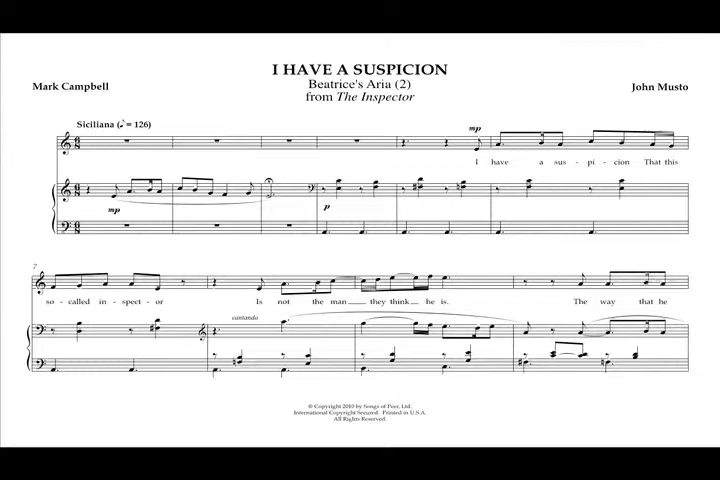 I HAVE A SUSPICION
Beatrice's Aria (2)
from The Inspector
Mark Campbell
John Musto
Siciliana (♪ = 126)
mp
I have a sus - pi - cion That this
mp
p
7
so - called in - spect - or Is not the man they think he is. The way that he
cantando
© Copyright 2010 by Songs of Peer, Ltd.
International Copyright Secured. Printed in U.S.A.
All Rights Reserved.